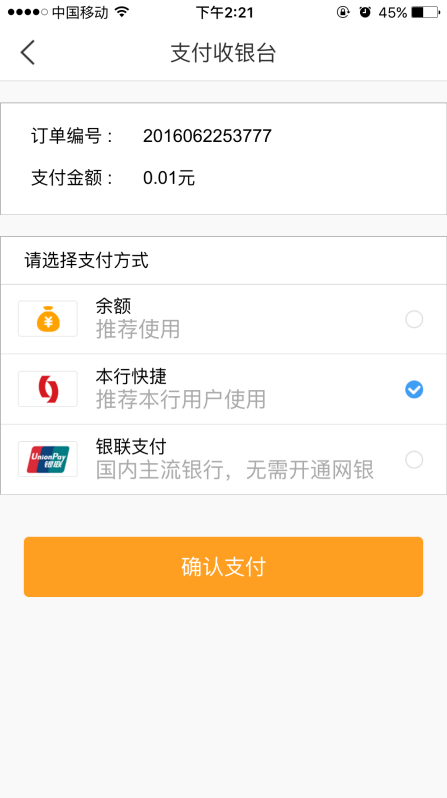 中国移动 下午2:21 45%
支付收银台
订单编号： 2016062253777
支付金额： 0.01元
请选择支付方式
余额
推荐使用
本行快捷
推荐本行用户使用
UnionPay
银联
银联支付
国内主流银行，无需开通网银
确认支付